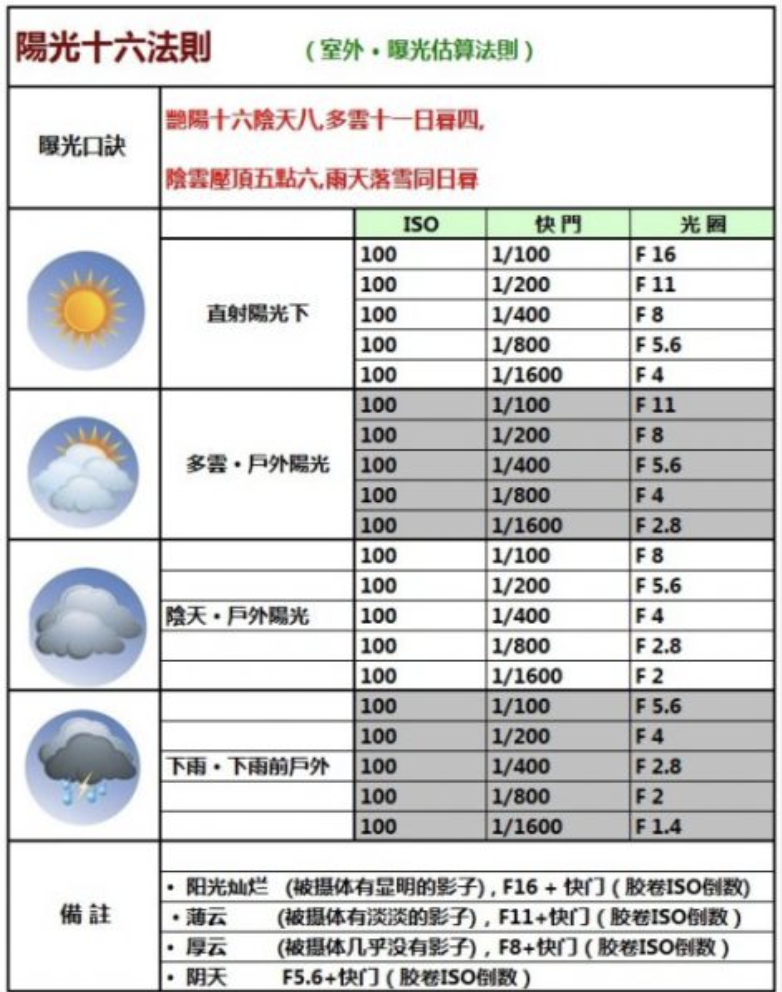 陽光十六法則 （室外・曝光估算法則）
曝光口訣
艷陽十六陰天八,多雲十一日暮四,
陰雲壓頂五點六,雨天落雪同日暮
ISO 快門 光圈
直射陽光下
100 1/100 F 16
100 1/200 F 11
100 1/400 F 8
100 1/800 F 5.6
100 1/1600 F 4
多雲・戶外陽光
100 1/100 F 11
100 1/200 F 8
100 1/400 F 5.6
100 1/800 F 4
100 1/1600 F 2.8
陰天・戶外陽光
100 1/100 F 8
100 1/200 F 5.6
100 1/400 F 4
100 1/800 F 2.8
100 1/1600 F 2
下雨・下雨前戶外
100 1/100 F 5.6
100 1/200 F 4
100 1/400 F 2.8
100 1/800 F 2
100 1/1600 F 1.4
備註
・ 阳光灿烂 (被摄体有显明的影子) , F16 + 快门 ( 胶卷ISO倒数)
・薄云 (被摄体有淡淡的影子) , F11+快门 ( 胶卷ISO倒数 )
・ 厚云 (被摄体几乎没有影子) , F8+快门 ( 胶卷ISO倒数 )
・ 阴天 F5.6+快门 ( 胶卷ISO倒数 )